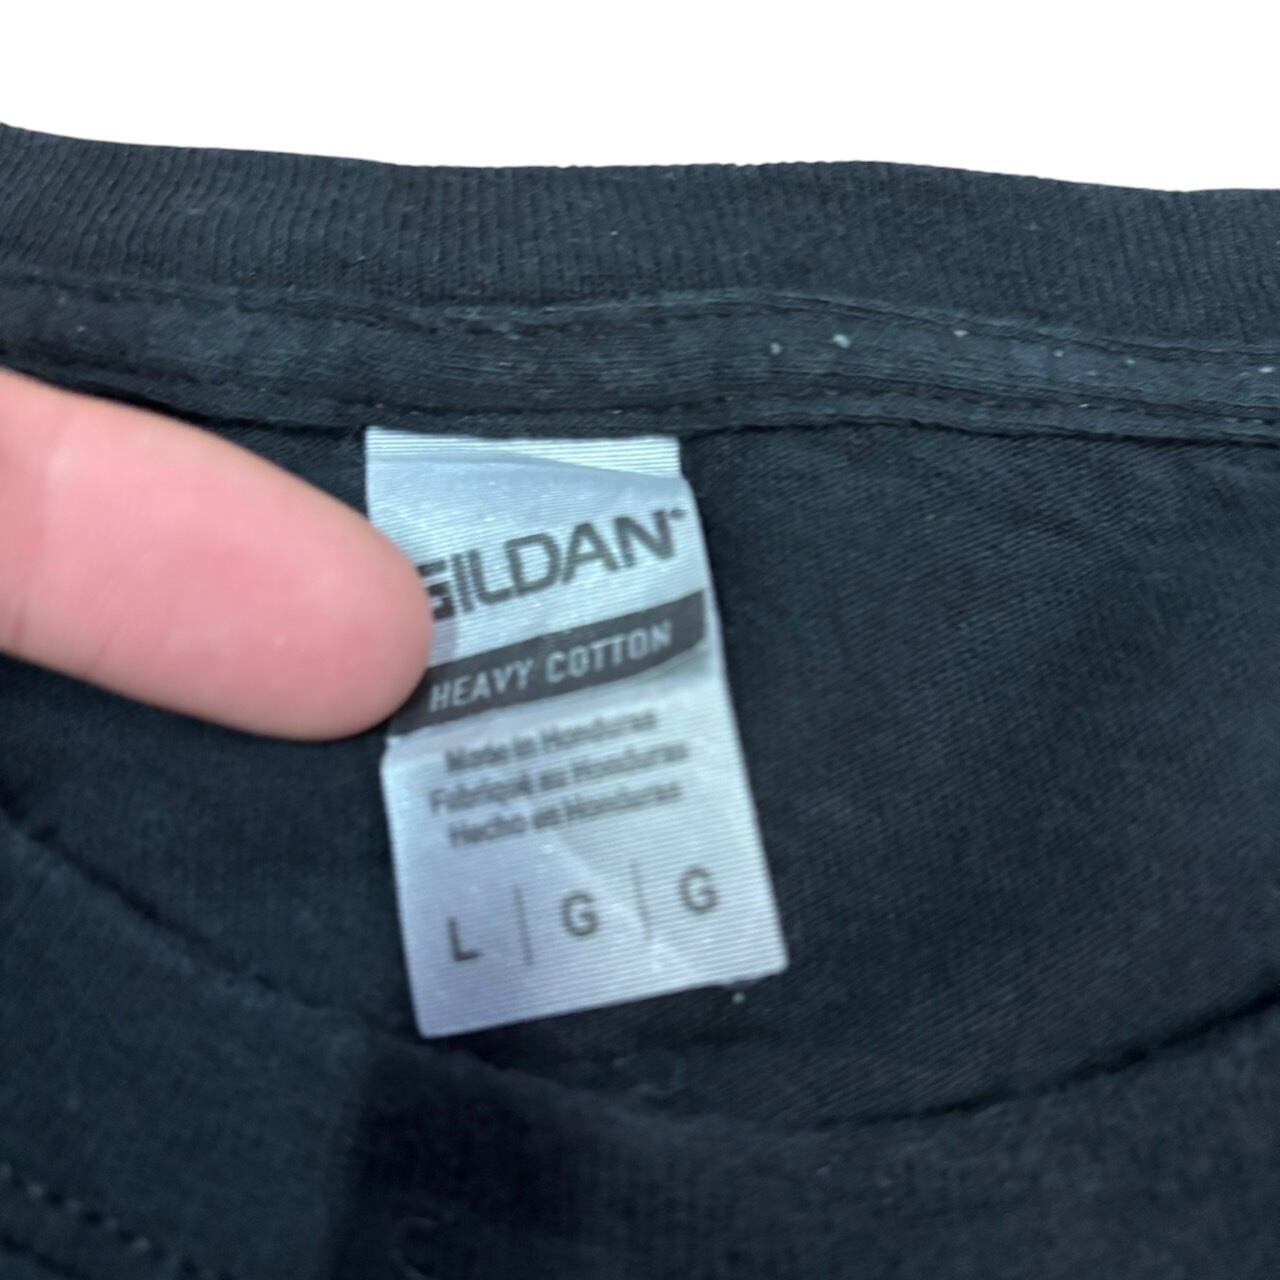 GILDAN
HEAVY COTTON
Made in Honduras
Fabriqué au Honduras
Hecho en Honduras
L | G | G